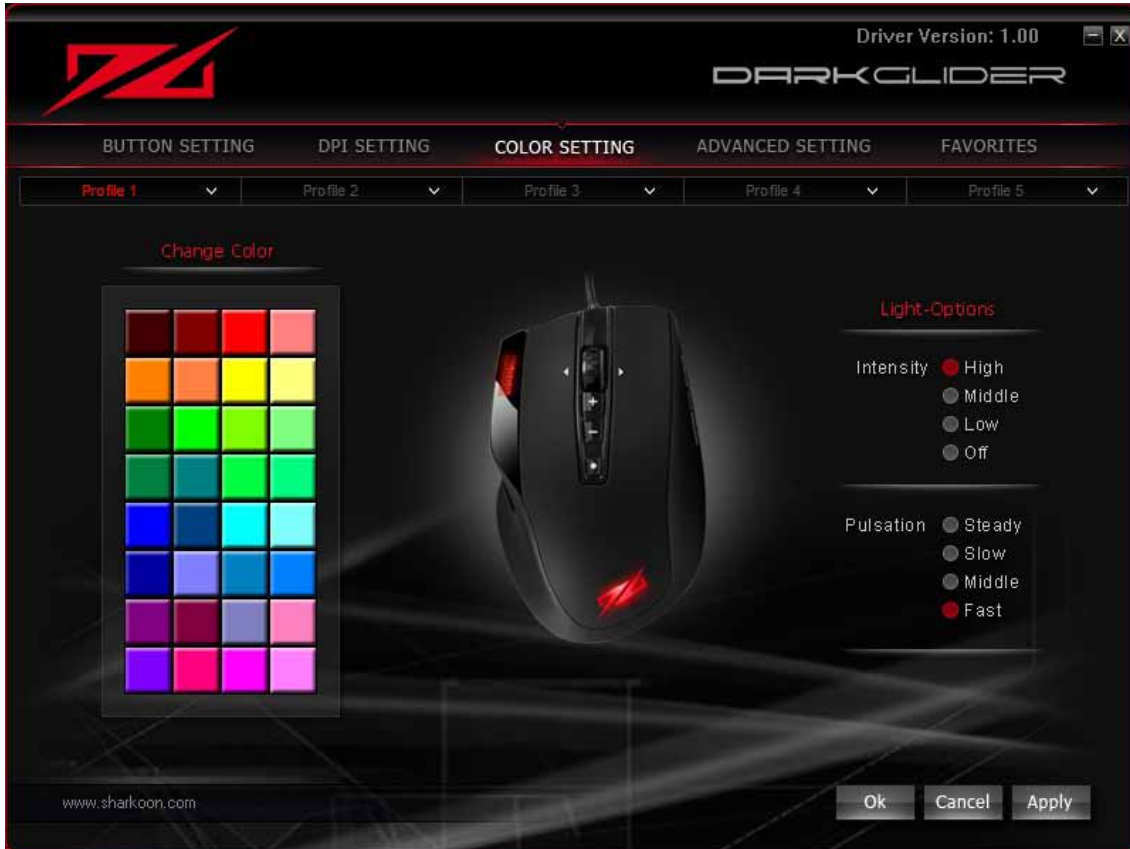 Driver Version: 1.00
DARKGLIDER
BUTTON SETTING DPI SETTING COLOR SETTING ADVANCED SETTING FAVORITES
Profile 1 Profile 2 Profile 3 Profile 4 Profile 5
Change Color
Light-Options
Intensity High
Middle
Low
Off
Pulsation Steady
Slow
Middle
Fast
www.sharkoon.com
Ok Cancel Apply